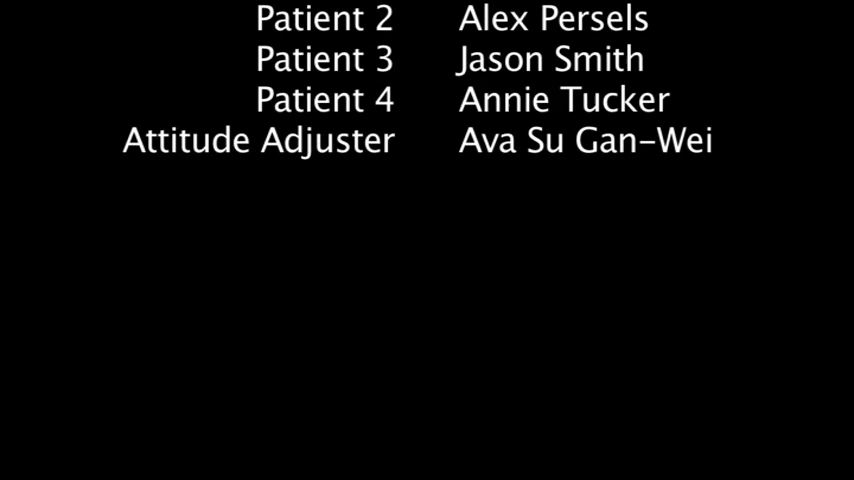 Patient 2 Alex Persels
Patient 3 Jason Smith
Patient 4 Annie Tucker
Attitude Adjuster Ava Su Gan-Wei